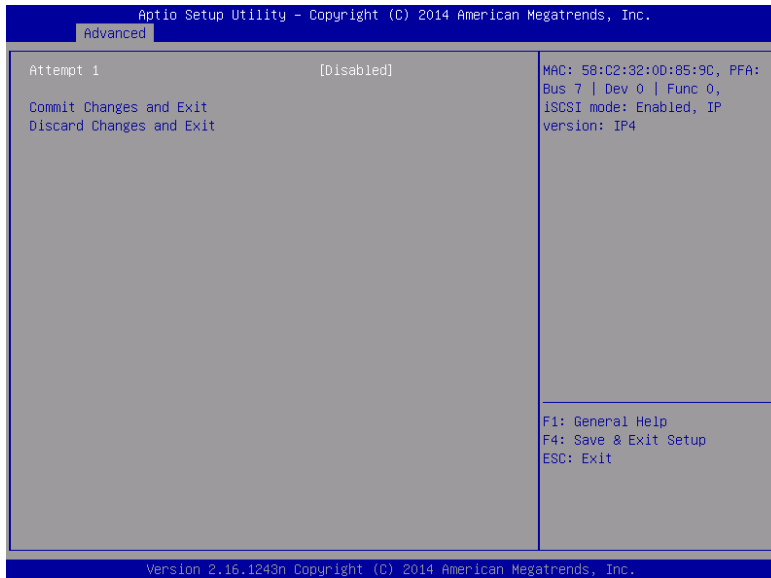 Aptio Setup Utility – Copyright (C) 2014 American Megatrends, Inc.
Advanced
Attempt 1 [Disabled]
Commit Changes and Exit
Discard Changes and Exit
MAC: 58:C2:32:0D:85:9C, PFA:
Bus 7 | Dev 0 | Func 0,
iSCSI mode: Enabled, IP
version: IP4
F1: General Help
F4: Save & Exit Setup
ESC: Exit
Version 2.16.1243n Copyright (C) 2014 American Megatrends, Inc.